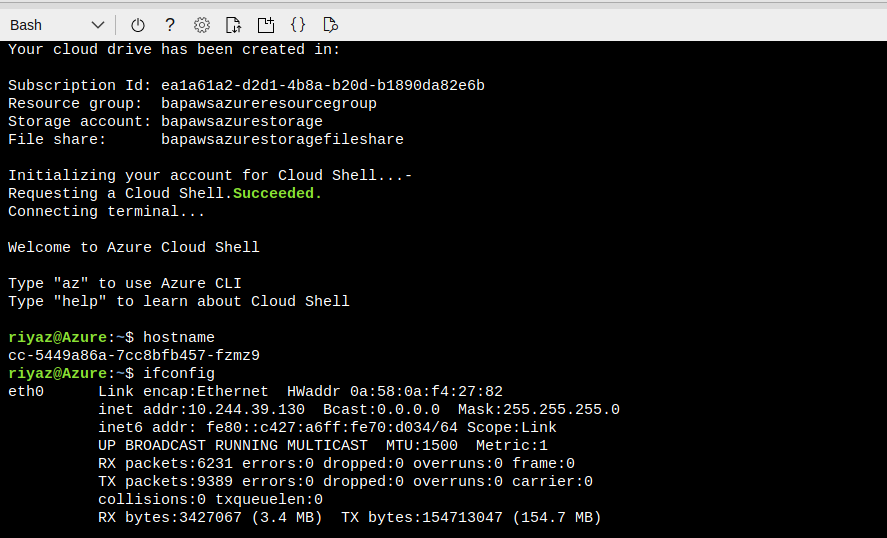 Bash
Your cloud drive has been created in:
Subscription Id: ea1a61a2-d2d1-4b8a-b20d-b1890da82e6b
Resource group:  bapawsazureresourcegroup
Storage account: bapawsazurestorage
File share:      bapawsazurestoragefileshare
Initializing your account for Cloud Shell...-
Requesting a Cloud Shell.Succeeded.
Connecting terminal...
Welcome to Azure Cloud Shell
Type "az" to use Azure CLI
Type "help" to learn about Cloud Shell
riyaz@Azure:~$ hostname
cc-5449a86a-7cc8bfb457-fzmz9
riyaz@Azure:~$ ifconfig
eth0      Link encap:Ethernet  HWaddr 0a:58:0a:f4:27:82
          inet addr:10.244.39.130  Bcast:0.0.0.0  Mask:255.255.255.0
          inet6 addr: fe80::c427:a6ff:fe70:d034/64 Scope:Link
          UP BROADCAST RUNNING MULTICAST  MTU:1500  Metric:1
          RX packets:6231 errors:0 dropped:0 overruns:0 frame:0
          TX packets:9389 errors:0 dropped:0 overruns:0 carrier:0
          collisions:0 txqueuelen:0
          RX bytes:3427067 (3.4 MB)  TX bytes:154713047 (154.7 MB)